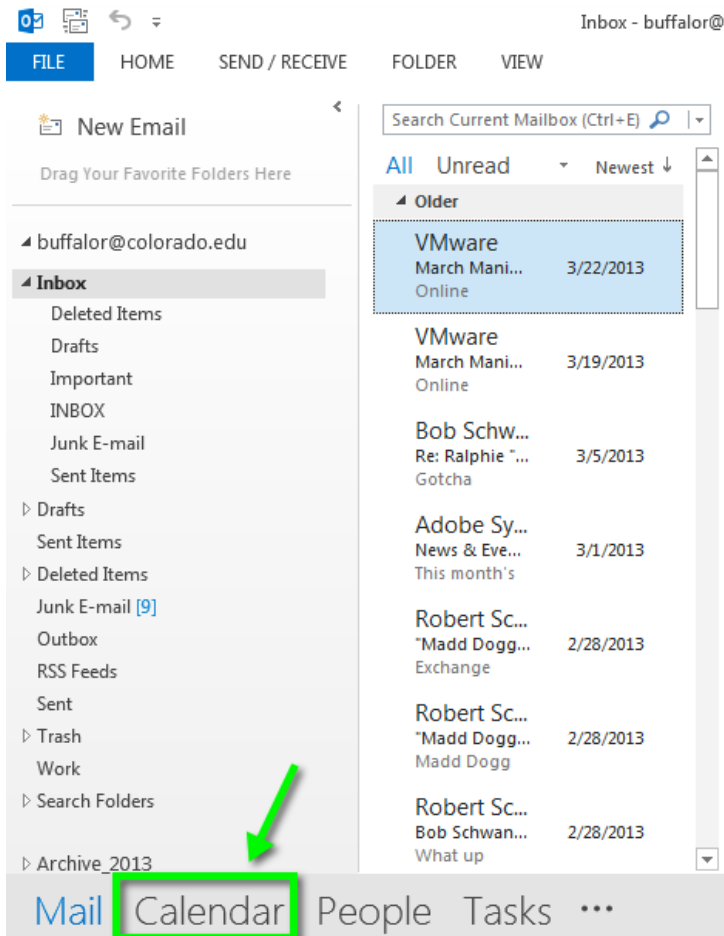 Inbox - buffalor@
FILE HOME SEND / RECEIVE FOLDER VIEW
New Email
Drag Your Favorite Folders Here
buffalor@colorado.edu
Inbox
Deleted Items
Drafts
Important
INBOX
Junk E-mail
Sent Items
Drafts
Sent Items
Deleted Items
Junk E-mail [9]
Outbox
RSS Feeds
Sent
Trash
Work
Search Folders
Archive_2013
Search Current Mailbox (Ctrl+E)
All Unread Newest ↓
Older
VMware
March Mani... 3/22/2013
Online
VMware
March Mani... 3/19/2013
Online
Bob Schw...
Re: Ralphie "... 3/5/2013
Gotcha
Adobe Sy...
News & Eve... 3/1/2013
This month's
Robert Sc...
"Madd Dogg... 2/28/2013
Exchange
Robert Sc...
"Madd Dogg... 2/28/2013
Madd Dogg
Robert Sc...
Bob Schwan... 2/28/2013
What up
Mail Calendar People Tasks ...